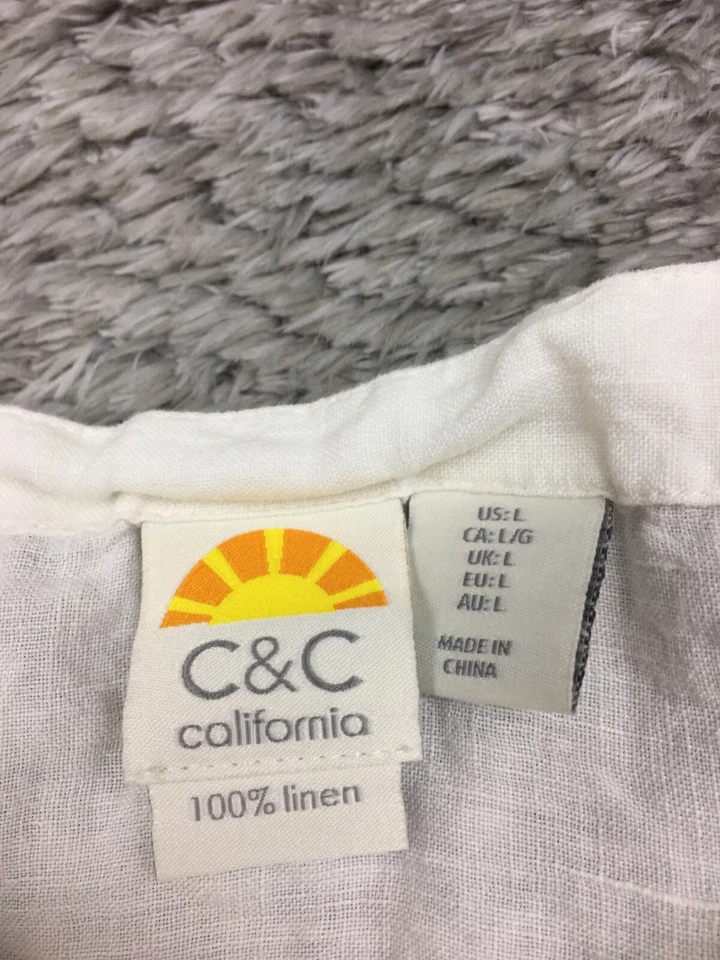 C&C
california
100% linen
US: L
CA: L/G
UK: L
EU: L
AU: L
MADE IN
CHINA